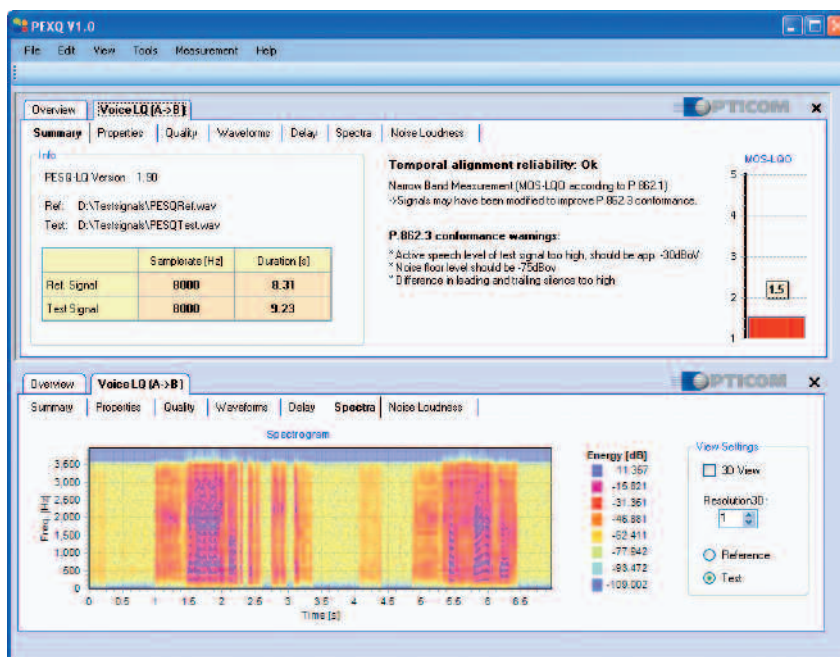 PEXQ V1.0
File Edit View Tools Measurement Help
Overview Voice LQ (A->B)
OPTICOM
Summary Properties Quality Waveforms Delay Spectra Noise Loudness
Info
PESQ-LQ Version 1.90
Ref: D:\Testsignals\PESQRef.wav
Test: D:\Testsignals\PESQTest.wav
Samplerate [Hz] Duration [s]
Ref. Signal 8000 8.31
Test Signal 8000 9.23
Temporal alignment reliability: Ok
Narrow Band Measurement (MOS-LQO according to P.862.1)
->Signals may have been modified to improve P.862.3 conformance.
P.862.3 conformance warnings:
* Active speech level of test signal too high, should be app. -30dBoV
* Noise floor level should be -75dBov
* Difference in leading and trailing silence too high
MOS-LQO
5
4
3
2
1.5
1
Overview Voice LQ (A->B)
OPTICOM
Summary Properties Quality Waveforms Delay Spectra Noise Loudness
Spectrogram
Freq. [Hz]
3,600
3,000
2,500
2,000
1,500
1,000
500
0
0 0.5 1 1.5 2 2.5 3 3.5 4 4.5 5 5.5 6 6.5
Time [s]
Energy [dB]
11.357
-15.821
-31.351
-46.881
-62.411
-77.942
-93.472
-109.002
View Settings
3D View
Resolution3D:
1
Reference
Test